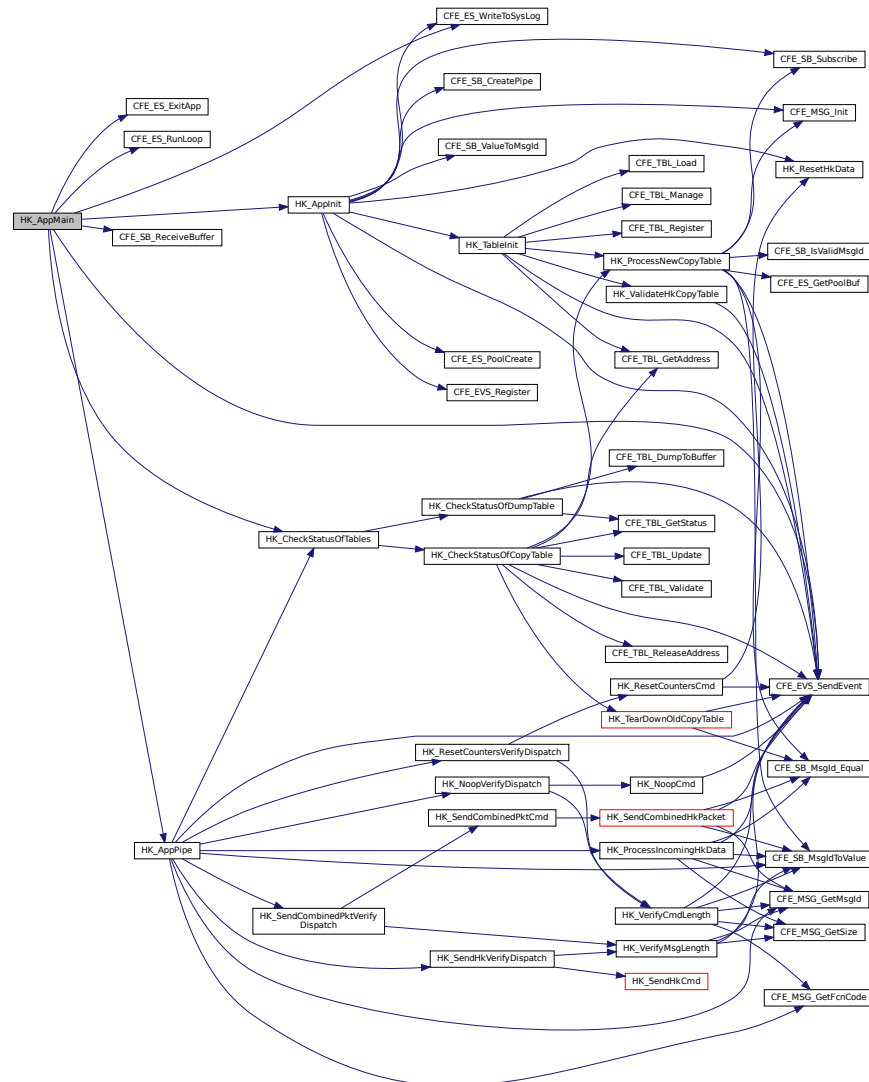 CFE_ES_WriteToSysLog
CFE_SB_Subscribe
CFE_SB_CreatePipe
CFE_ES_ExitApp
CFE_MSG_Init
CFE_ES_RunLoop
CFE_SB_ValueToMsgId
CFE_TBL_Load
HK_ResetHkData
CFE_TBL_Manage
HK_AppInit
HK_AppMain
CFE_TBL_Register
CFE_SB_ReceiveBuffer
HK_TableInit
CFE_SB_IsValidMsgId
HK_ProcessNewCopyTable
CFE_ES_GetPoolBuf
HK_ValidateHkCopyTable
CFE_ES_PoolCreate
CFE_TBL_GetAddress
CFE_EVS_Register
CFE_TBL_DumpToBuffer
HK_CheckStatusOfDumpTable
CFE_TBL_GetStatus
HK_CheckStatusOfTables
HK_CheckStatusOfCopyTable
CFE_TBL_Update
CFE_TBL_Validate
CFE_TBL_ReleaseAddress
HK_ResetCountersCmd
CFE_EVS_SendEvent
HK_TearDownOldCopyTable
HK_ResetCountersVerifyDispatch
CFE_SB_MsgId_Equal
HK_NoopVerifyDispatch
HK_NoopCmd
HK_SendCombinedPktCmd
HK_SendCombinedHkPacket
HK_AppPipe
HK_ProcessIncomingHkData
CFE_SB_MsgIdToValue
CFE_MSG_GetMsgId
HK_SendCombinedPktVerify
Dispatch
HK_VerifyCmdLength
CFE_MSG_GetSize
HK_VerifyMsgLength
HK_SendHkVerifyDispatch
HK_SendHkCmd
CFE_MSG_GetFcnCode